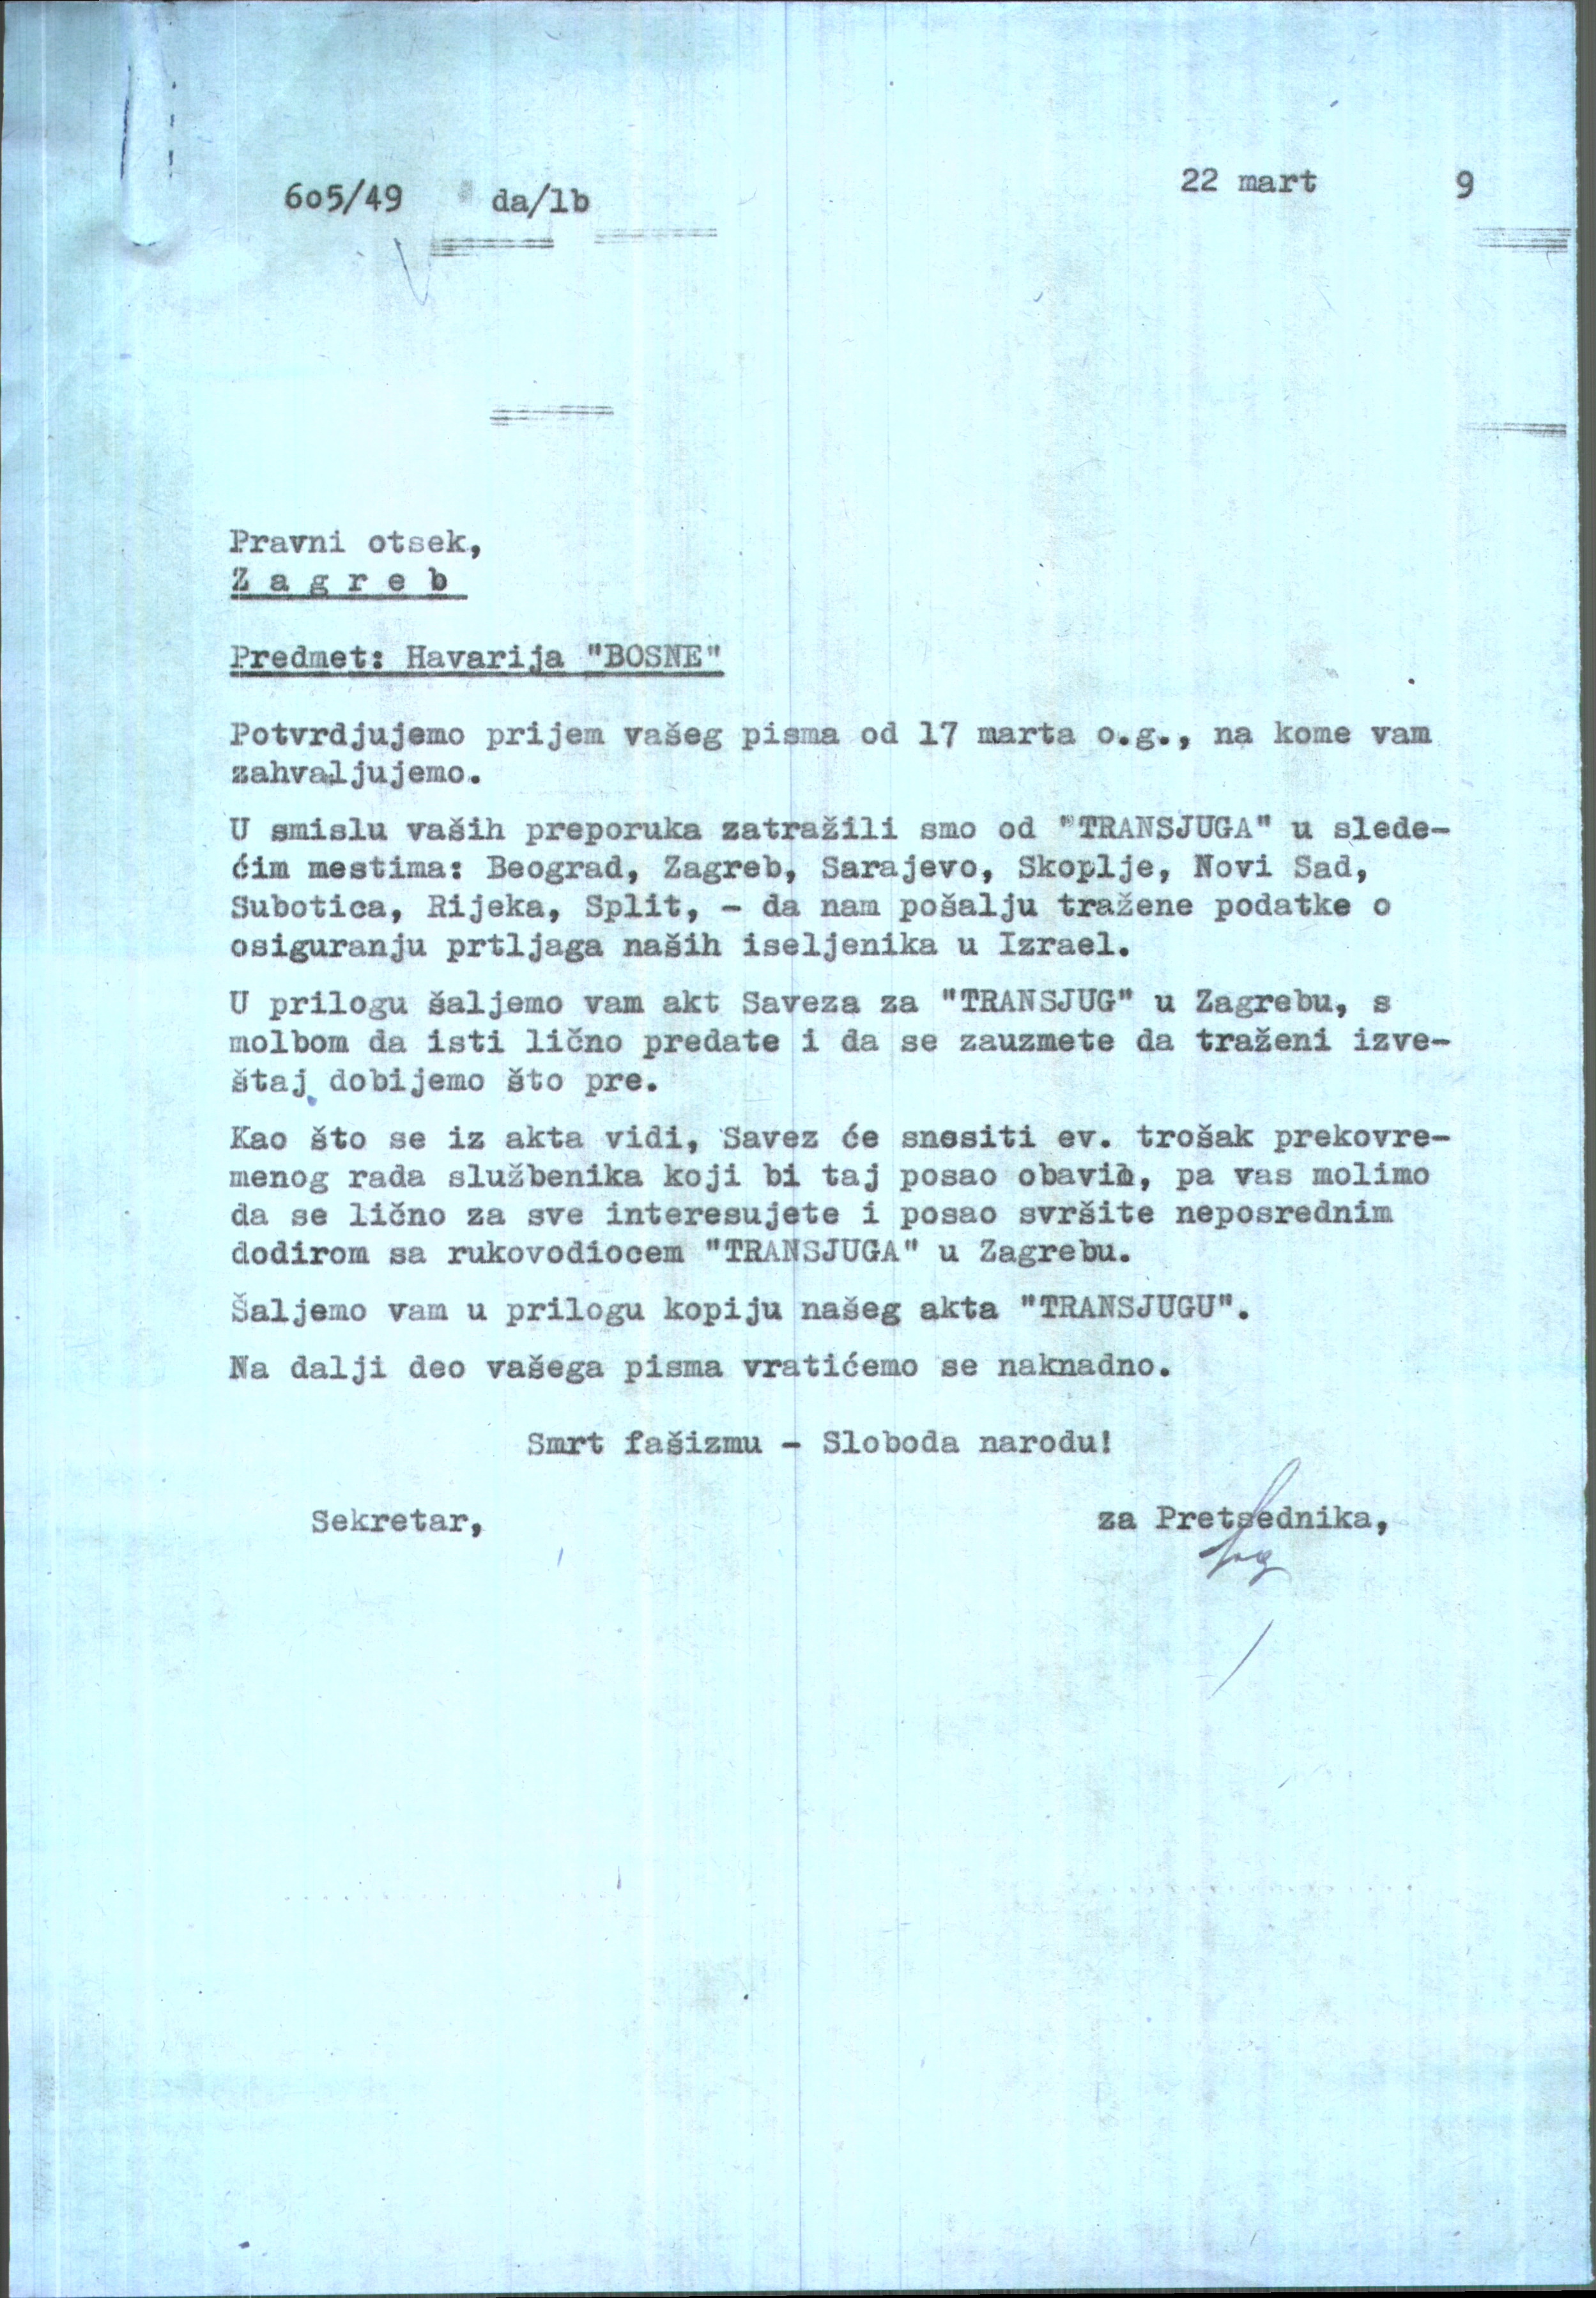 605/49 da/lb 22 mart 9
Pravni otsek,
Z a g r e b
Predmet: Havarija "BOSNE"
Potvrdjujemo prijem vašeg pisma od 17 marta o.g., na kome vam
zahvaljujemo.
U smislu vaših preporuka zatražili smo od "TRANSJUGA" u slede-
ćim mestima: Beograd, Zagreb, Sarajevo, Skoplje, Novi Sad,
Subotica, Rijeka, Split, - da nam pošalju tražene podatke o
osiguranju prtljaga naših iseljenika u Izrael.
U prilogu šaljemo vam akt Saveza za "TRANSJUG" u Zagrebu, s
molbom da isti lično predate i da se zauzmete da traženi izve-
štaj dobijemo što pre.
Kao što se iz akta vidi, Savez će snositi ev. trošak prekovre-
menog rada službenika koji bi taj posao, pa vas molimo
da se lično za sve interesujete i posao svršite neposrednim
dodirom sa rukovodiocem "TRANSJUGA" u Zagrebu.
Šaljemo vam u prilogu kopiju našeg akta "TRANSJUGU".
Na dalji deo vašega pisma vratićemo se naknadno.
Smrt fašizmu - Sloboda narodu!
Sekretar, za Pretsednika,